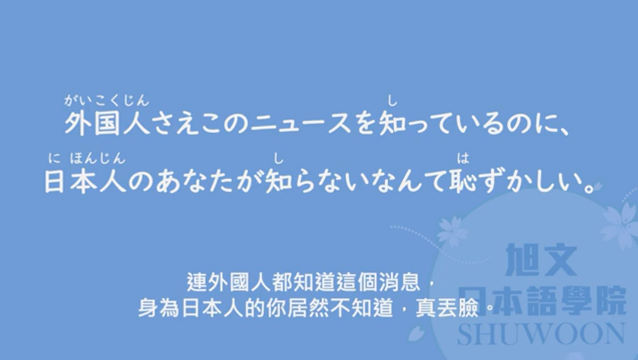 がいこくじん し
外国人さえこのニュースを知っているのに、
に ほんじん し は
日本人のあなたが知らないなんて恥ずかしい。
連外國人都知道這個消息，
身為日本人的你居然不知道，真丟臉。
旭文
日本語學院
SHUWOON